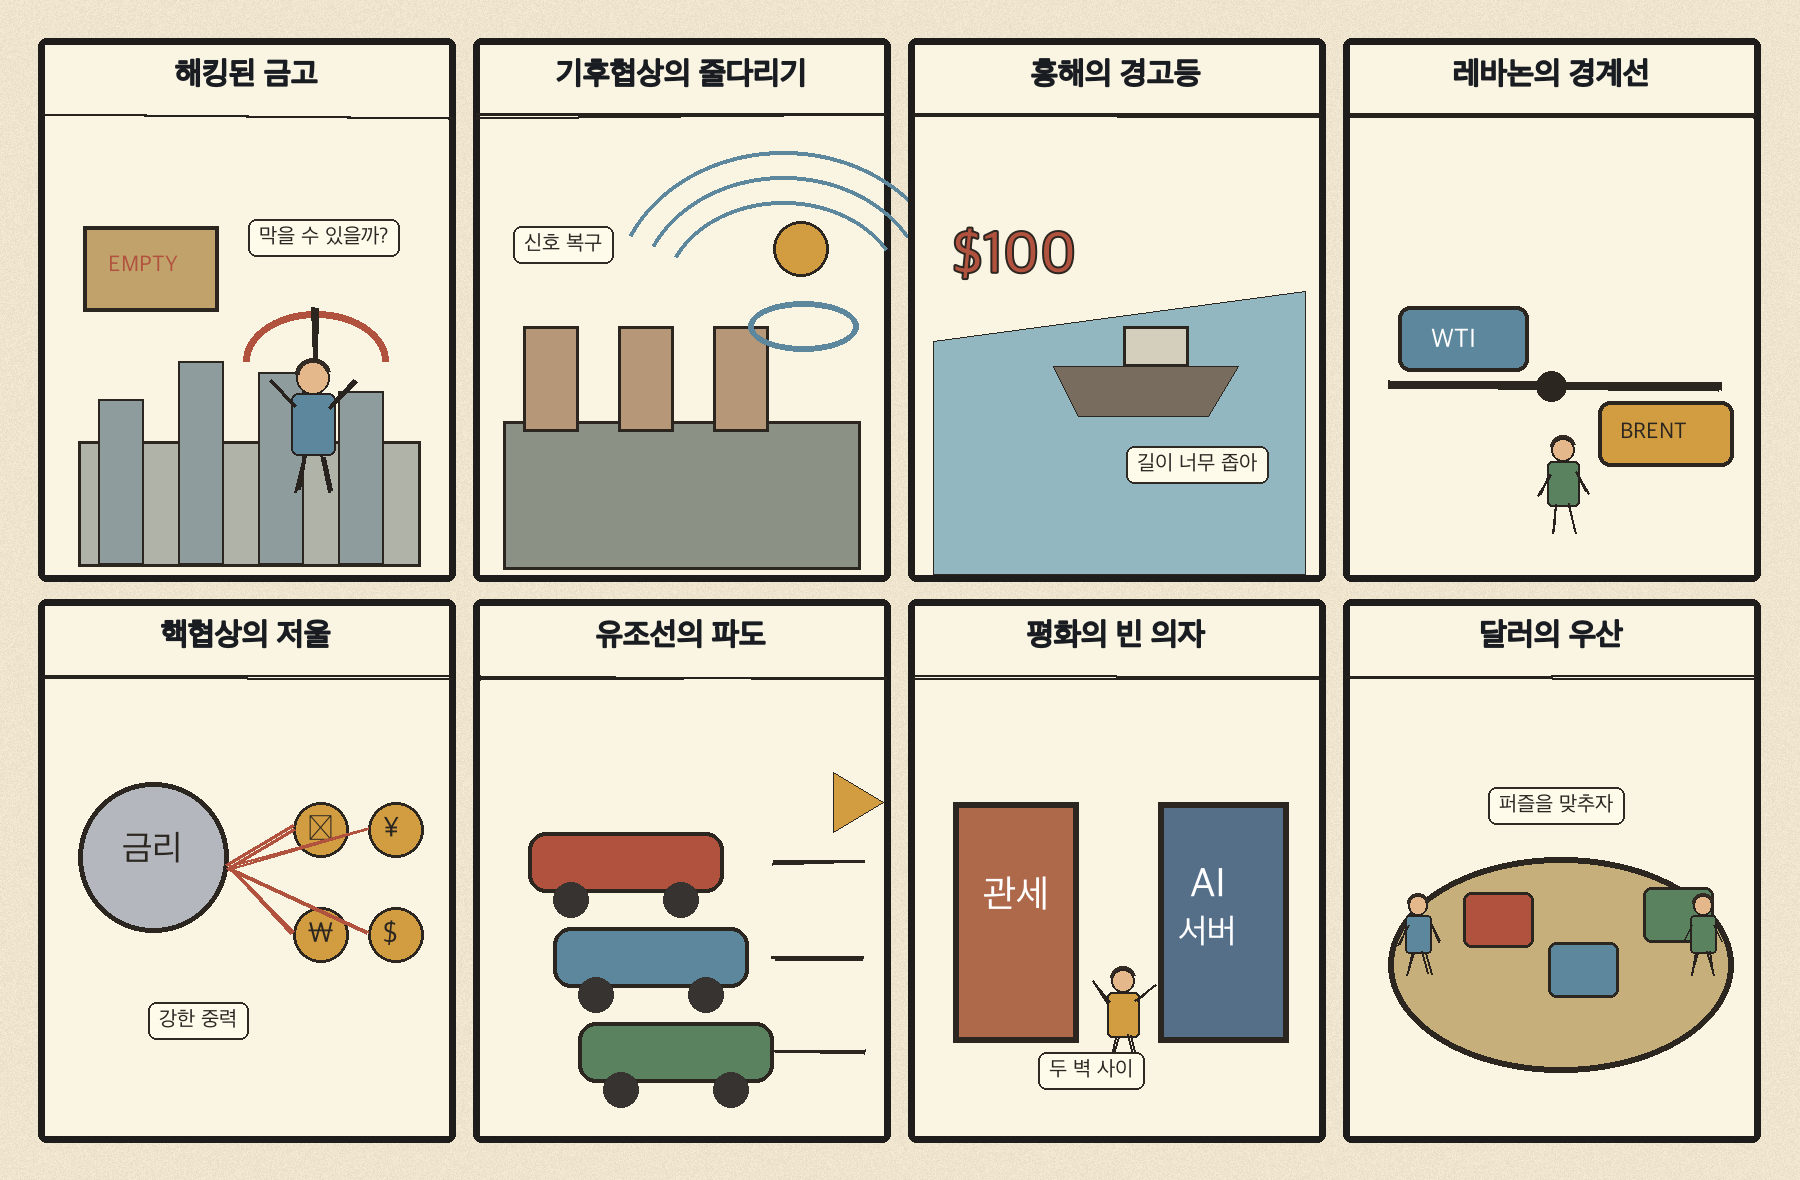 해킹된 금고
막을 수 있을까?
EMPTY
기후협상의 줄다리기
신호 복구
홍해의 경고등
$100
길이 너무 좁아
레바논의 경계선
WTI
BRENT
핵협상의 저울
금리
¥
₩
$
강한 중력
유조선의 파도
평화의 빈 의자
관세
AI
서버
두 벽 사이
달러의 우산
퍼즐을 맞추자